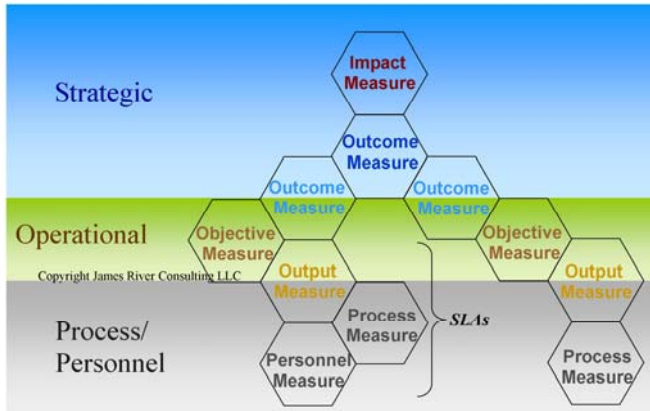 Impact
Measure
Strategic
Outcome
Measure
Outcome
Measure
Outcome
Measure
Operational
Objective
Measure
Objective
Measure
Copyright James River Consulting LLC
Output
Measure
Output
Measure
Process/
Personnel
Process
Measure
SLAs
Personnel
Measure
Process
Measure